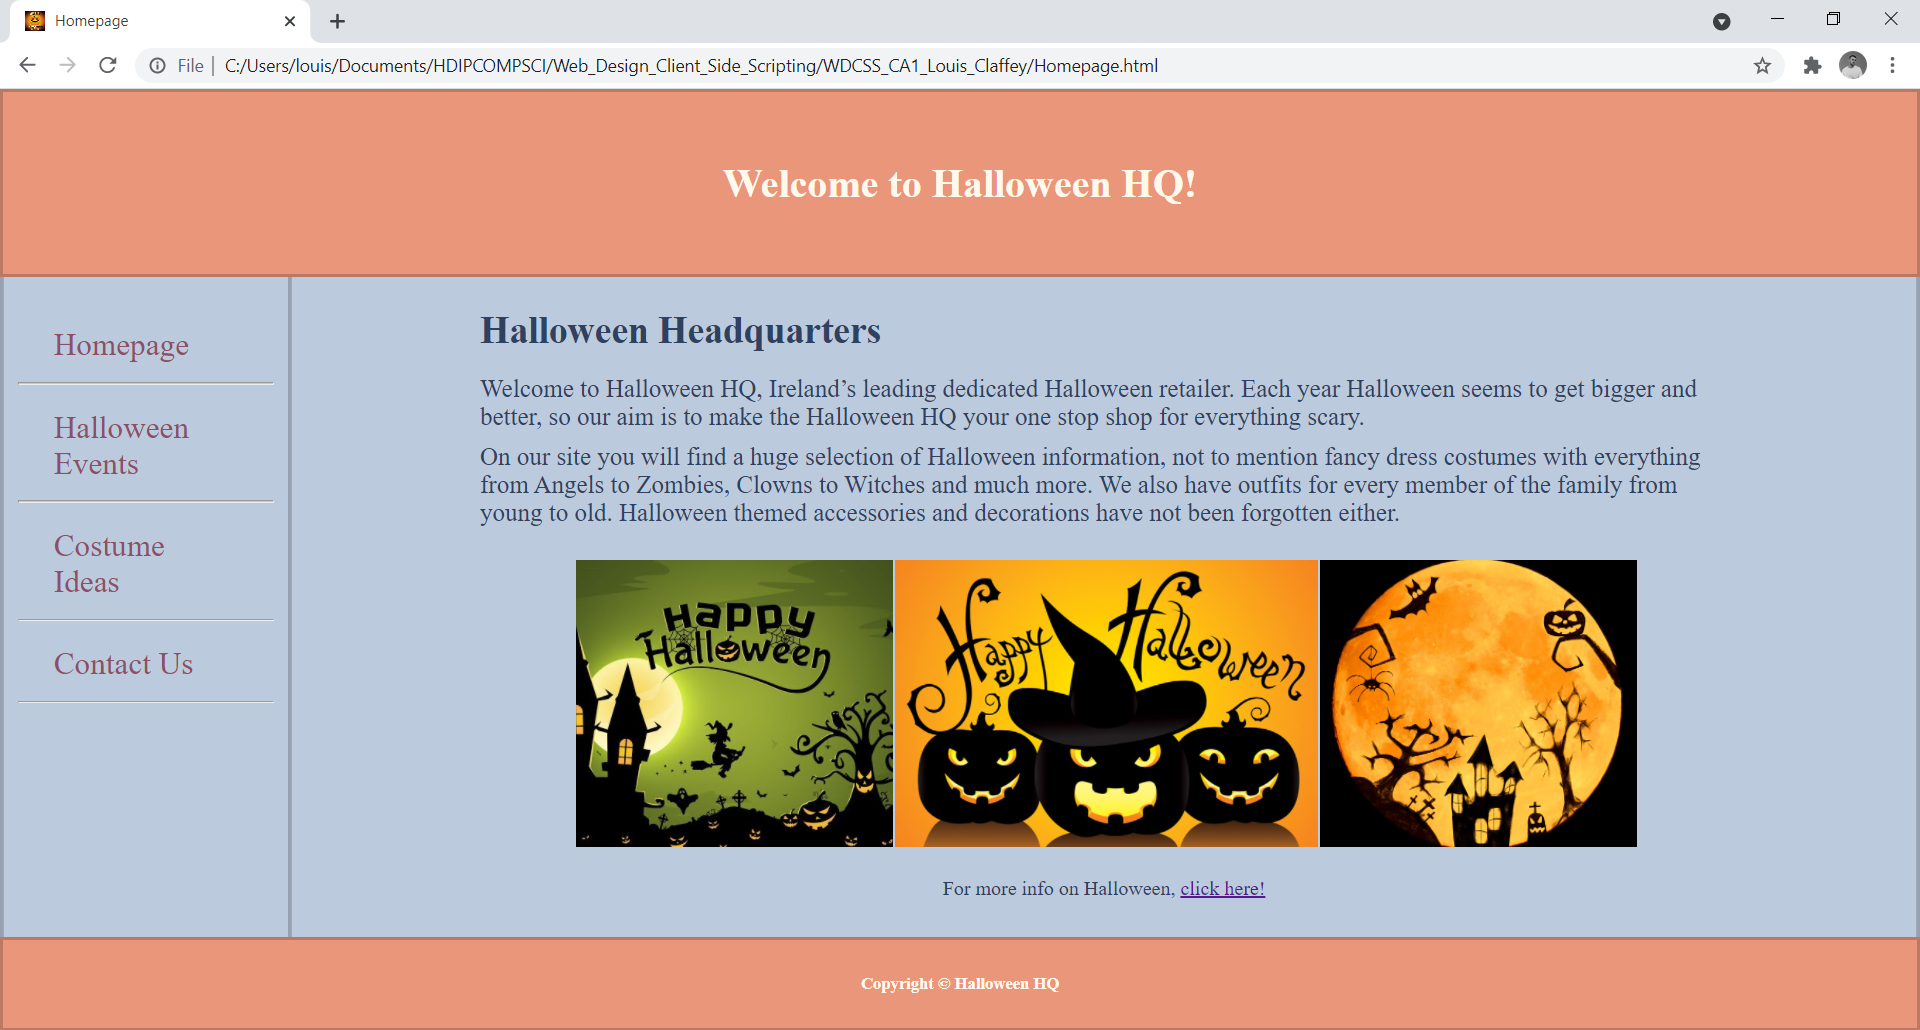 Homepage
File
C:/Users/louis/Documents/HDIPCOMPSCI/Web_Design_Client_Side_Scripting/WDCSS_CA1_Louis_Claffey/Homepage.html
Welcome to Halloween HQ!
Homepage
Halloween
Events
Costume
Ideas
Contact Us
Halloween Headquarters
Welcome to Halloween HQ, Ireland’s leading dedicated Halloween retailer. Each year Halloween seems to get bigger and
better, so our aim is to make the Halloween HQ your one stop shop for everything scary.
On our site you will find a huge selection of Halloween information, not to mention fancy dress costumes with everything
from Angels to Zombies, Clowns to Witches and much more. We also have outfits for every member of the family from
young to old. Halloween themed accessories and decorations have not been forgotten either.
Happy
Halloween
Happy Halloween
For more info on Halloween, click here!
Copyright © Halloween HQ